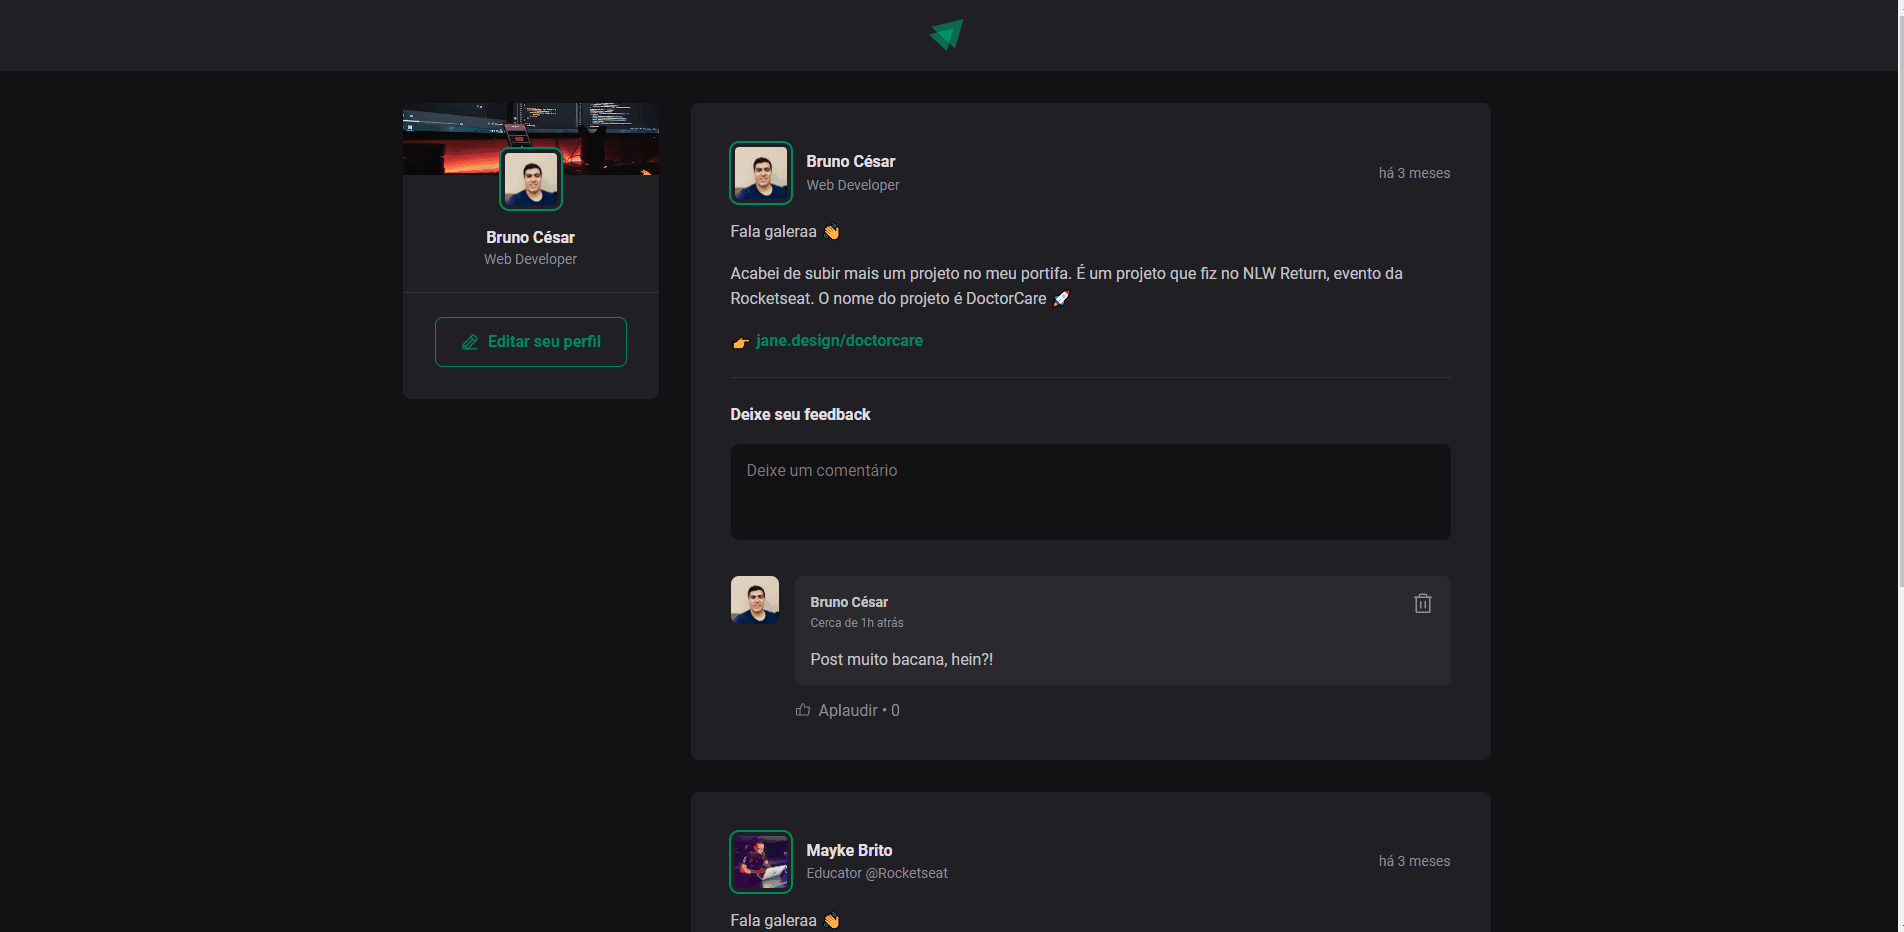 Bruno César
Web Developer
Editar seu perfil
Bruno César
Web Developer
há 3 meses
Fala galeraa 👋
Acabei de subir mais um projeto no meu portifa. É um projeto que fiz no NLW Return, evento da
Rocketseat. O nome do projeto é DoctorCare 🚀
👉 jane.design/doctorcare
Deixe seu feedback
Deixe um comentário
Bruno César
Cerca de 1h atrás
Post muito bacana, hein?!
Aplaudir • 0
Mayke Brito
Educator @Rocketseat
há 3 meses
Fala galeraa 👋